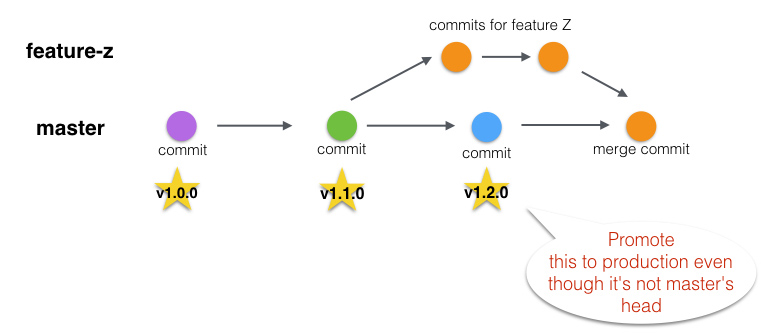 commits for feature Z
feature-z
master
commit
commit
commit
merge commit
v1.0.0
v1.1.0
v1.2.0
Promote
this to production even
though it's not master's
head